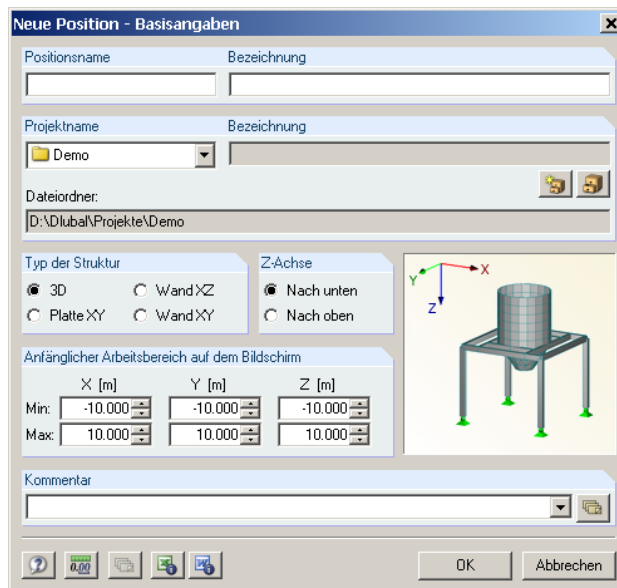 Neue Position - Basisangaben
Positionsname Bezeichnung
Projektname Bezeichnung
Demo
Dateiordner:
D:\Dlubal\Projekte\Demo
Typ der Struktur Z-Achse
3D Wand XZ Nach unten
Platte XY Wand XY Nach oben
Y X
Z
Anfänglicher Arbeitsbereich auf dem Bildschirm
X [m] Y [m] Z [m]
Min: -10.000 -10.000 -10.000
Max: 10.000 10.000 10.000
Kommentar
0.00 OK Abbrechen